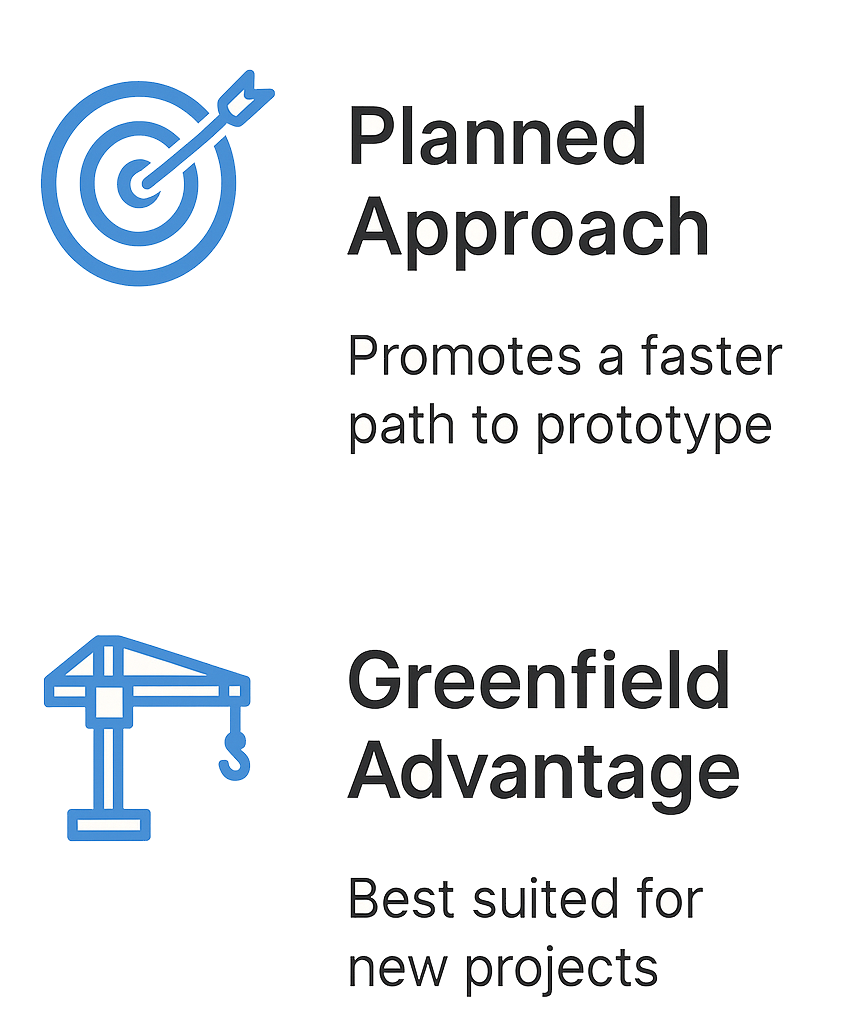 Planned
Approach
Promotes a faster
path to prototype
Greenfield
Advantage
Best suited for
new projects